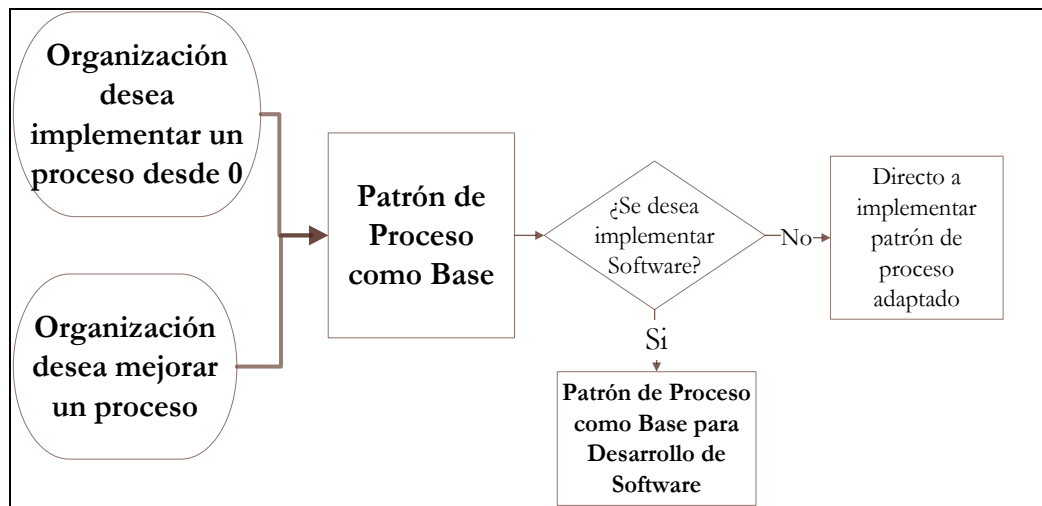 Organización
desea
implementar un
proceso desde 0
Organización
desea mejorar
un proceso
Patrón de
Proceso
como Base
¿Se desea
implementar
Software?
No
Directo a
implementar
patrón de
proceso
adaptado
Si
Patrón de Proceso
como Base para
Desarrollo de
Software